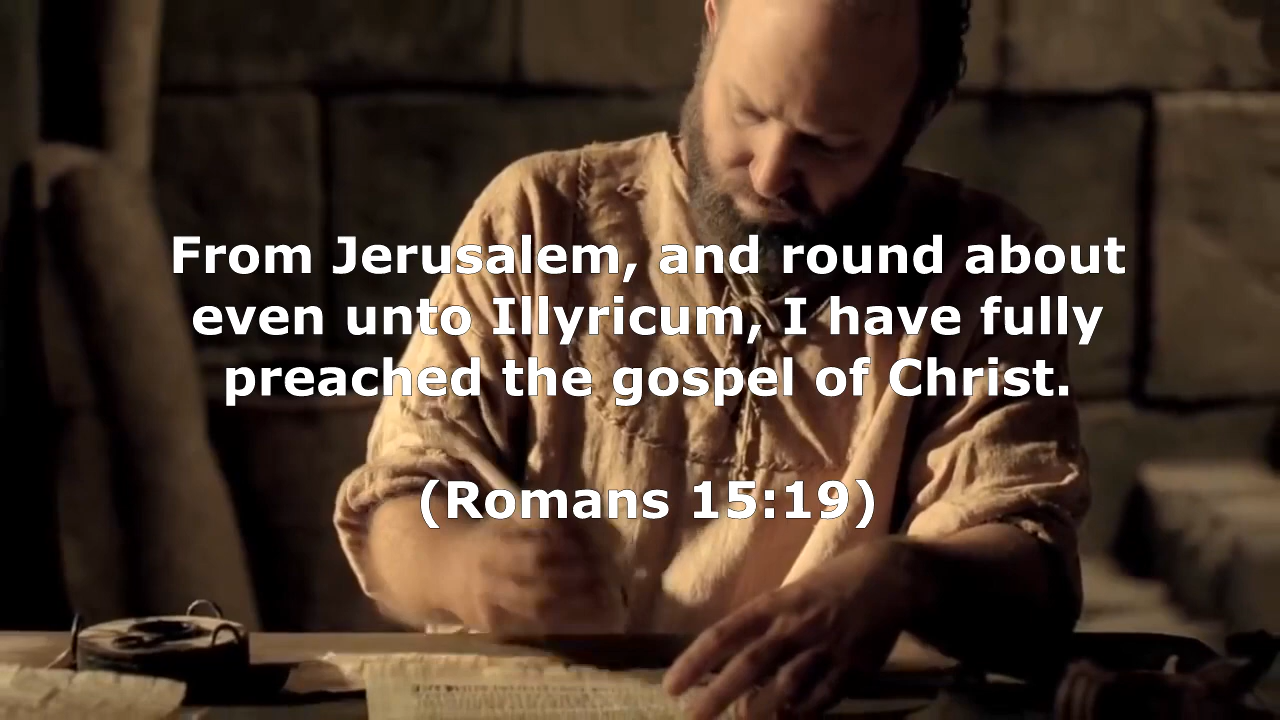 From Jerusalem, and round about
even unto Illyricum, I have fully
preached the gospel of Christ.
(Romans 15:19)